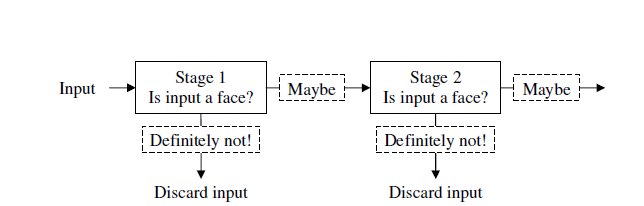 Input
Stage 1
Is input a face?
Maybe
Stage 2
Is input a face?
Maybe
Definitely not!
Definitely not!
Discard input
Discard input